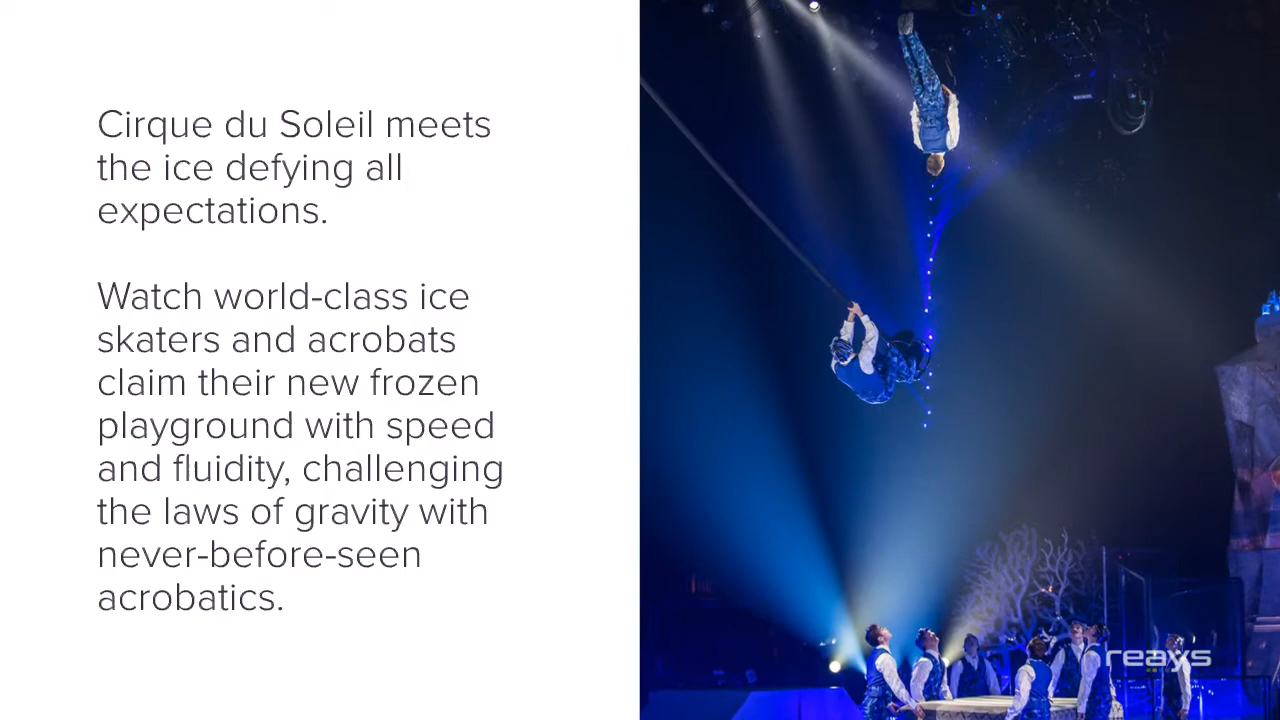 Cirque du Soleil meets
the ice defying all
expectations.
Watch world-class ice
skaters and acrobats
claim their new frozen
playground with speed
and fluidity, challenging
the laws of gravity with
never-before-seen
acrobatics.
reays